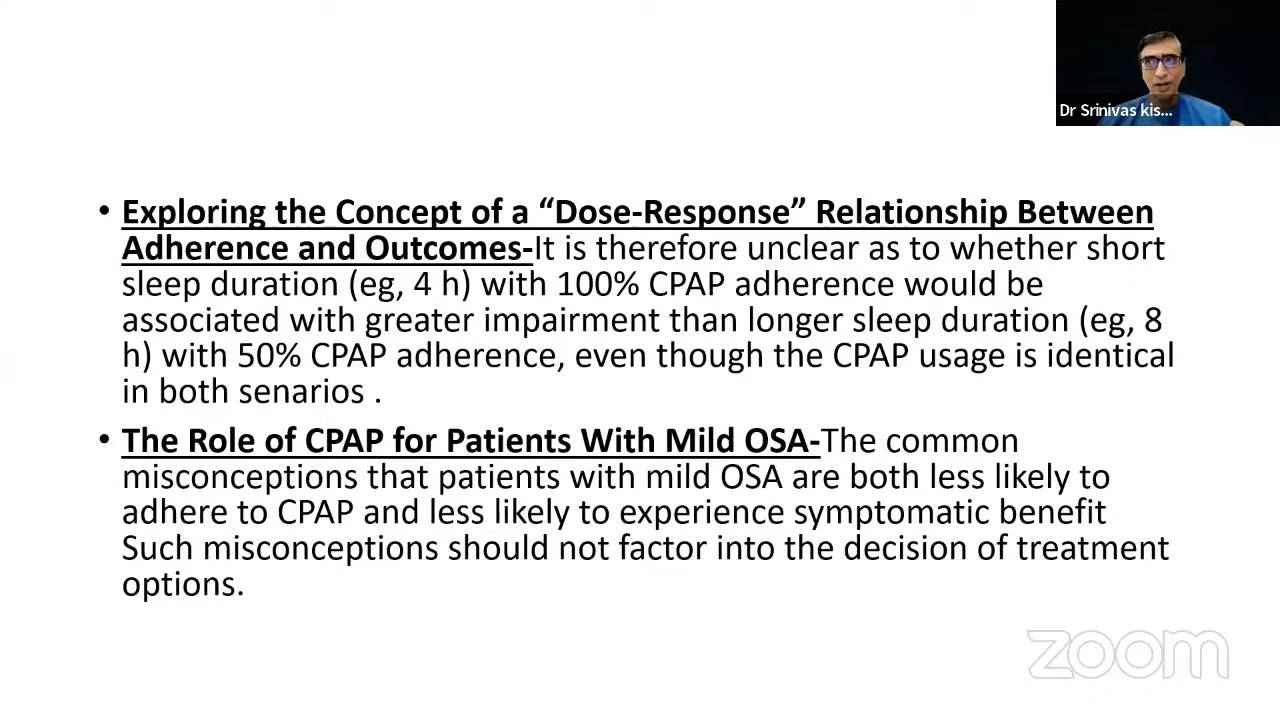 Dr Srinivas kis...
• Exploring the Concept of a “Dose-Response” Relationship Between
Adherence and Outcomes-It is therefore unclear as to whether short
sleep duration (eg, 4 h) with 100% CPAP adherence would be
associated with greater impairment than longer sleep duration (eg, 8
h) with 50% CPAP adherence, even though the CPAP usage is identical
in both senarios .
• The Role of CPAP for Patients With Mild OSA-The common
misconceptions that patients with mild OSA are both less likely to
adhere to CPAP and less likely to experience symptomatic benefit
Such misconceptions should not factor into the decision of treatment
options.
zoom